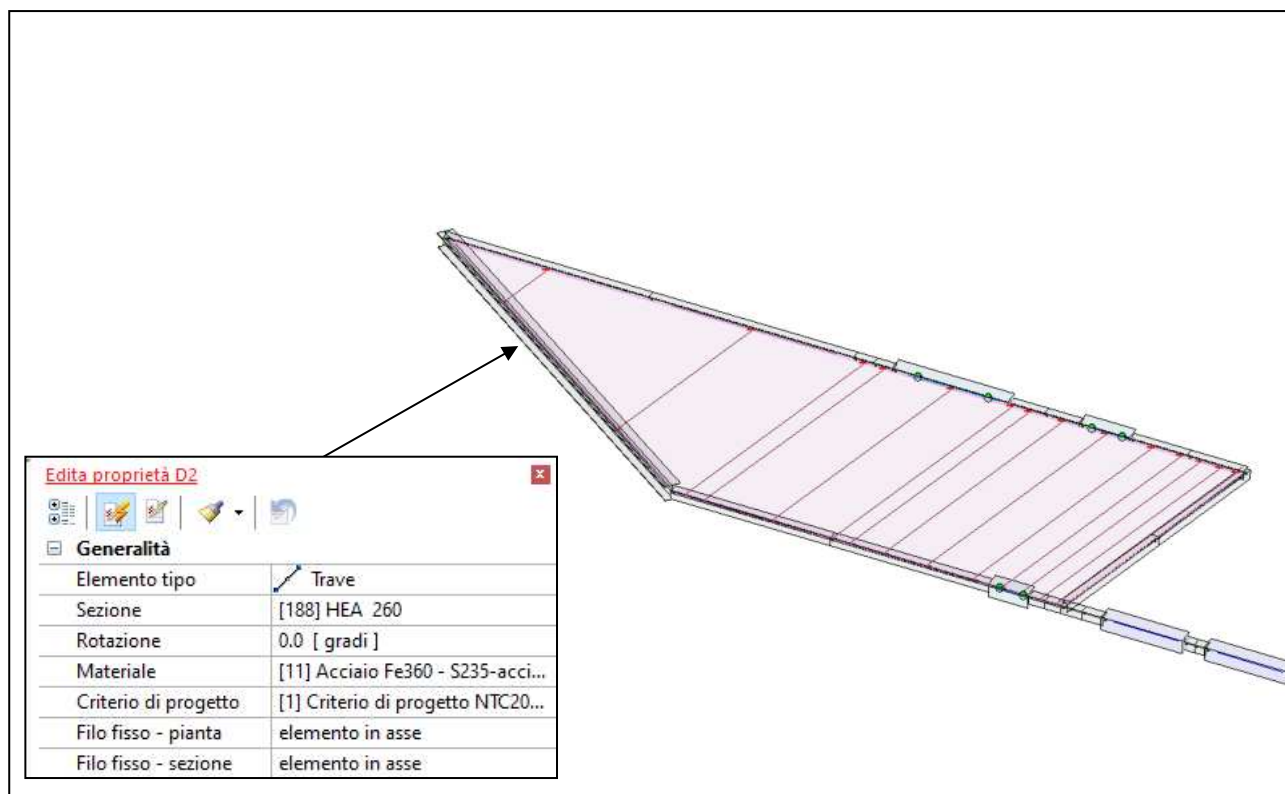 Edita proprietà D2
Generalità
Elemento tipo Trave
Sezione [188] HEA 260
Rotazione 0.0 [ gradi ]
Materiale [11] Acciaio Fe360 - S235-acci...
Criterio di progetto [1] Criterio di progetto NTC20...
Filo fisso - pianta elemento in asse
Filo fisso - sezione elemento in asse